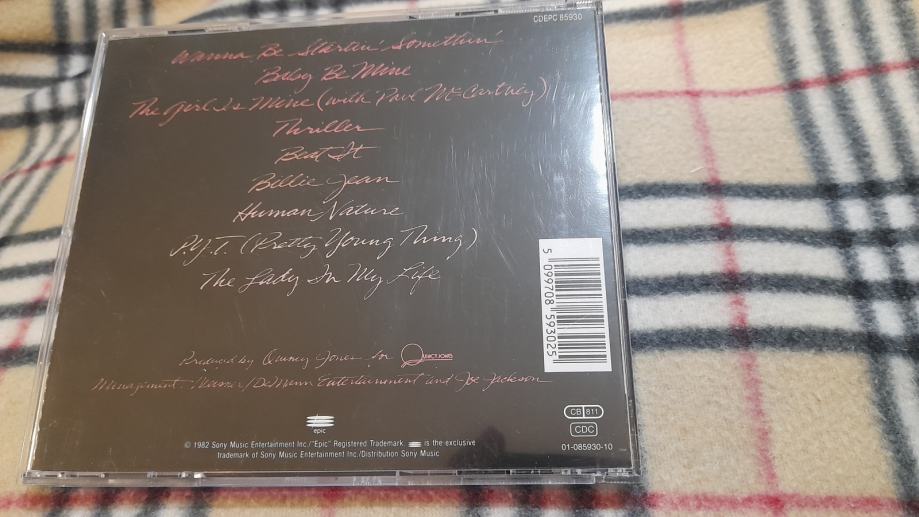 CDEPC 85930
Wanna Be Startin' Somethin'
Baby Be Mine
The Girl is Mine (with Paul McCartney)
Thriller
Beat It
Billie Jean
Human Nature
P.Y.T. (Pretty Young Thing)
The Lady In My Life
5 099708 593025
Produced by Quincy Jones for QUINCY JONES
Management: Weisner/DeMann Entertainment and Joe Jackson
epic
CB 811
CDC
© 1982 Sony Music Entertainment Inc./"Epic" Registered Trademark. is the exclusive
trademark of Sony Music Entertainment Inc./Distribution Sony Music
01-085930-10